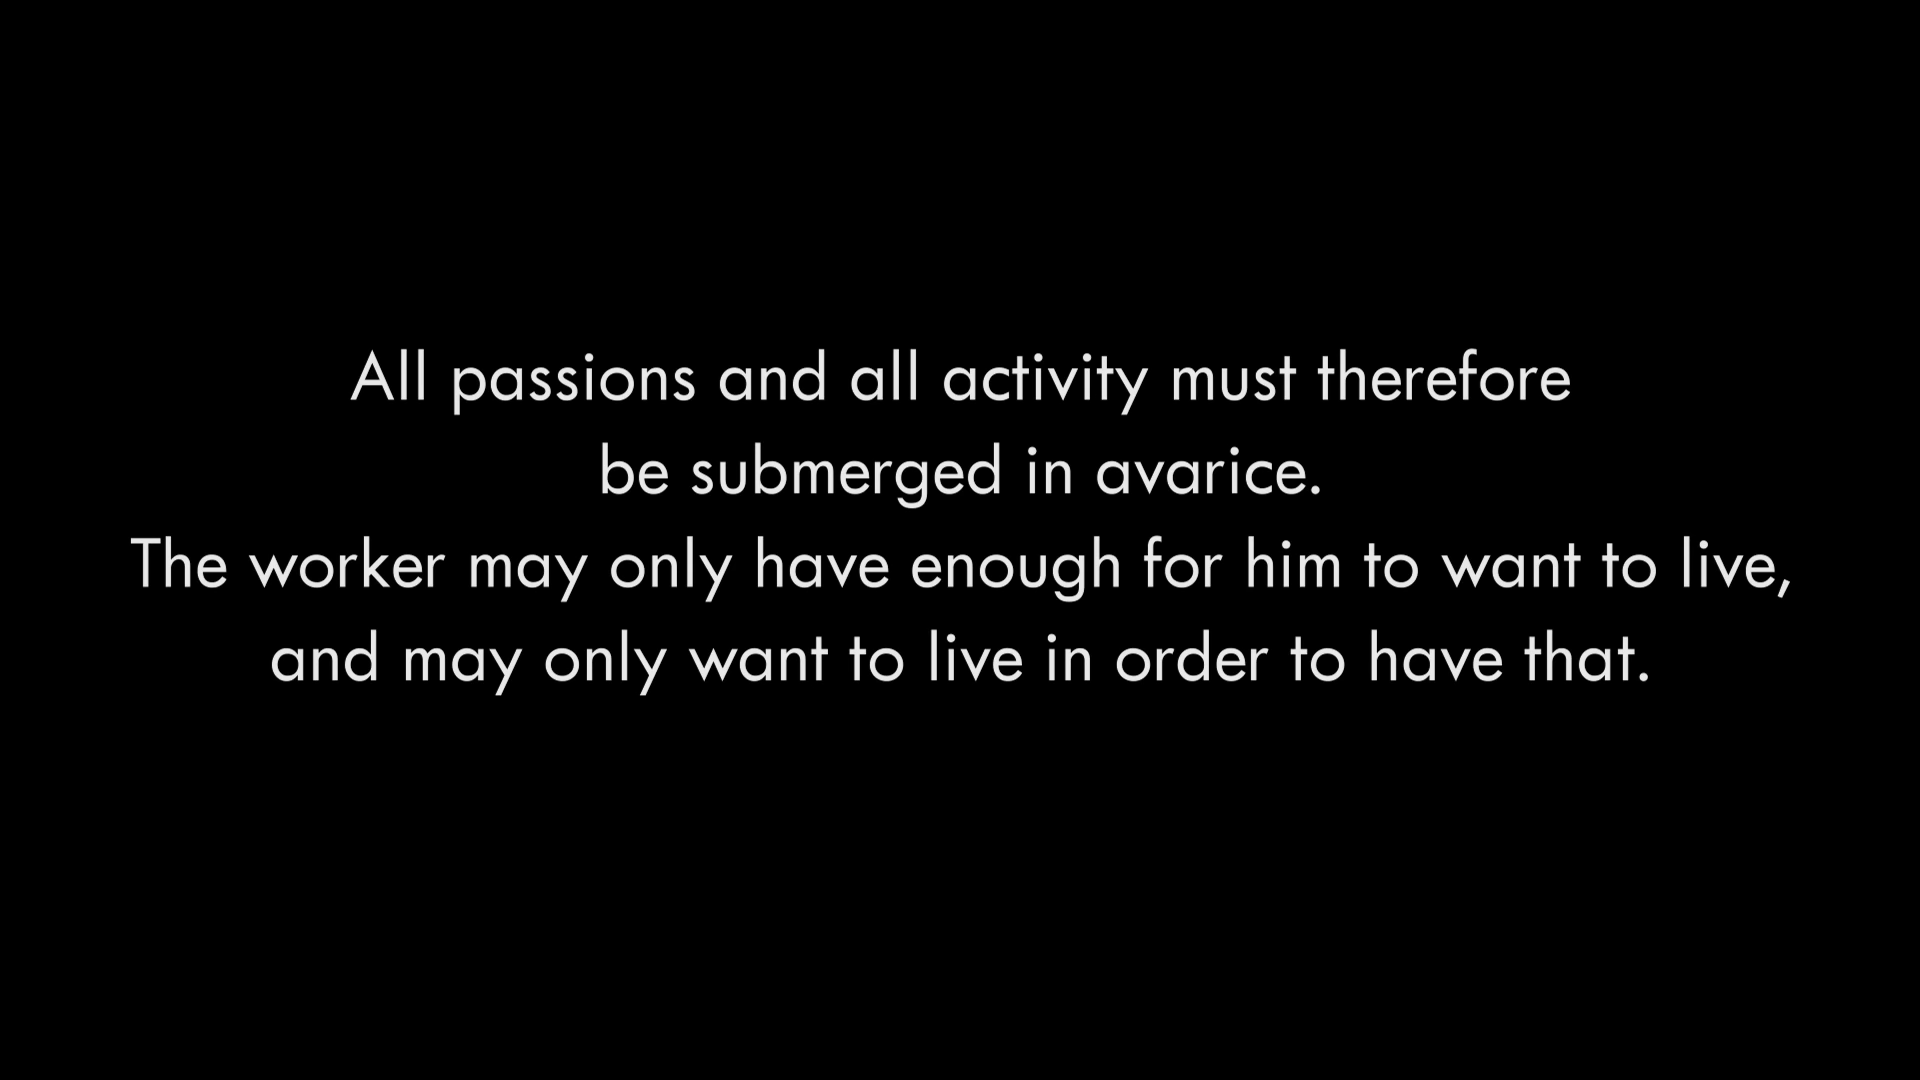 All passions and all activity must therefore
be submerged in avarice.
The worker may only have enough for him to want to live,
and may only want to live in order to have that.